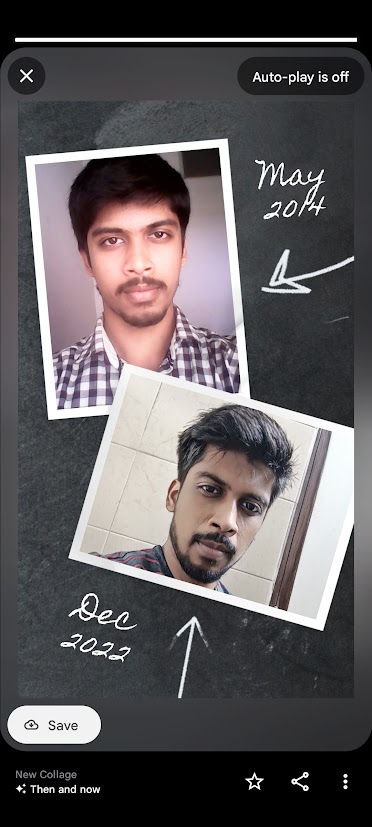 Auto-play is off
May
2014
Dec
2022
Save
New Collage
Then and now